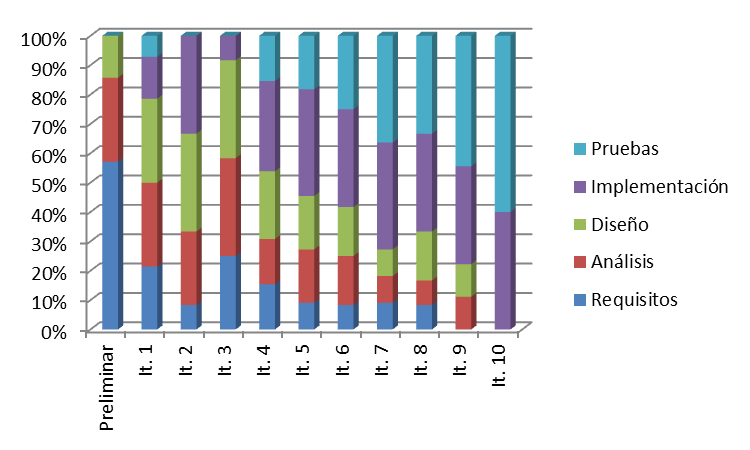 100%
90%
80%
70%
60%
50%
40%
30%
20%
10%
0%
Preliminar
It. 1
It. 2
It. 3
It. 4
It. 5
It. 6
It. 7
It. 8
It. 9
It. 10
Pruebas
Implementación
Diseño
Análisis
Requisitos